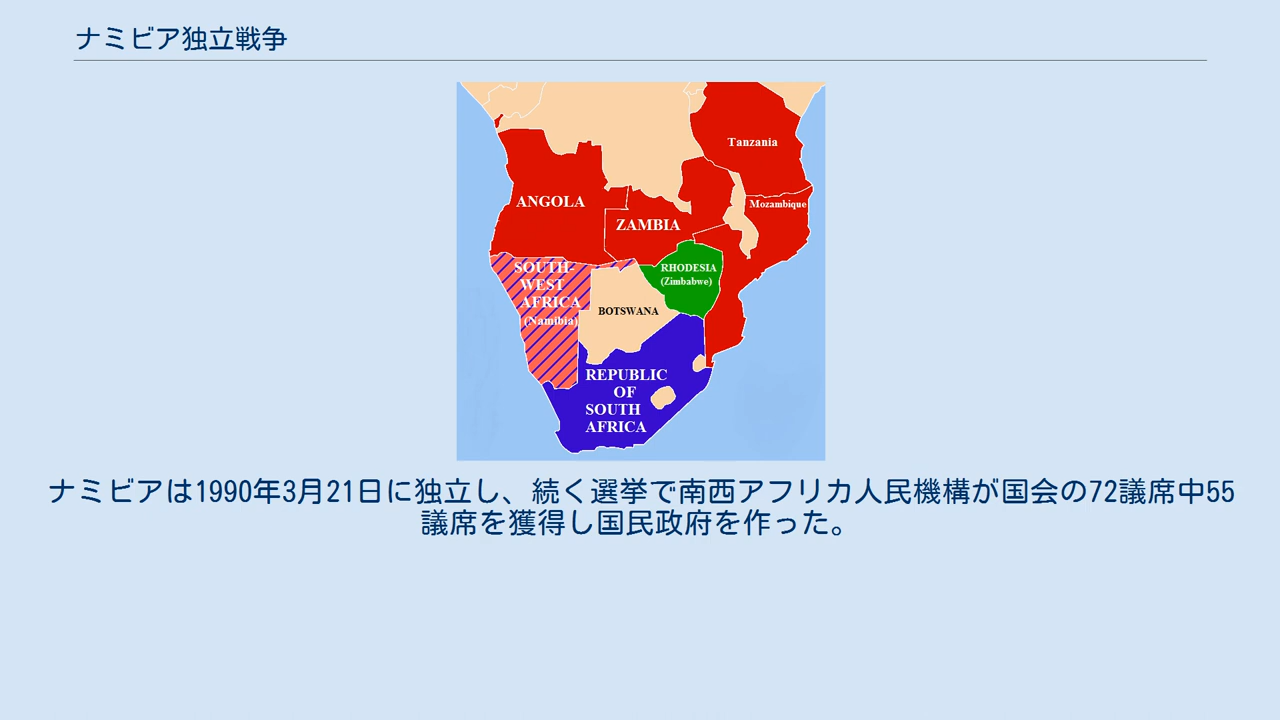 ナミビア独立戦争
Tanzania
ANGOLA
Mozambique
ZAMBIA
SOUTH-
WEST
AFRICA
(Namibia)
RHODESIA
(Zimbabwe)
BOTSWANA
REPUBLIC
OF
SOUTH
AFRICA
ナミビアは1990年3月21日に独立し、続く選挙で南西アフリカ人民機構が国会の72議席中55
議席を獲得し国民政府を作った。